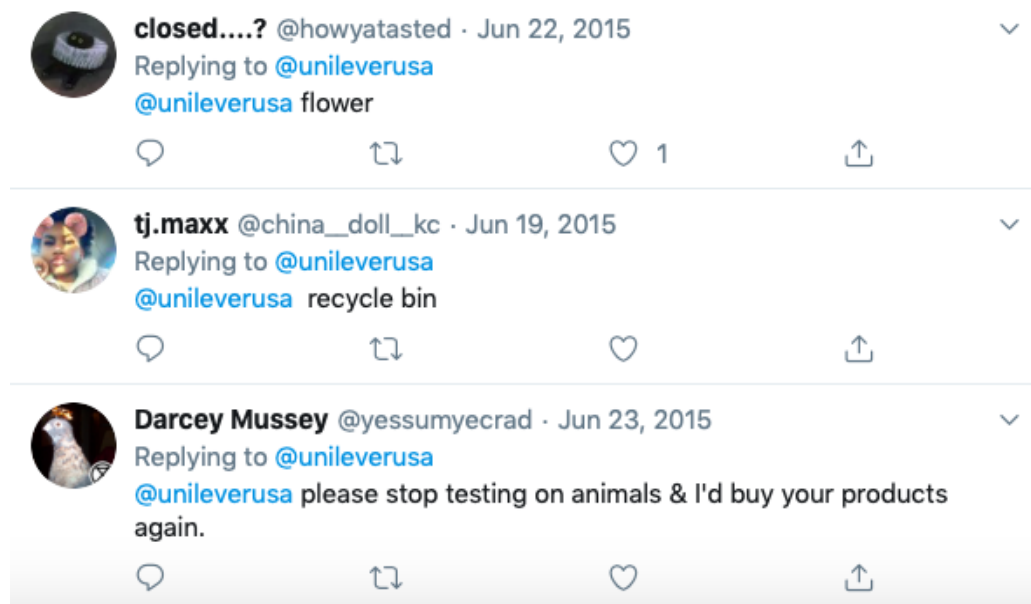 closed....? @howyatasted · Jun 22, 2015
Replying to @unileverusa
@unileverusa flower
1
tj.maxx @china__doll__kc · Jun 19, 2015
Replying to @unileverusa
@unileverusa recycle bin
Darcey Mussey @yessumyecrad · Jun 23, 2015
Replying to @unileverusa
@unileverusa please stop testing on animals & I'd buy your products
again.